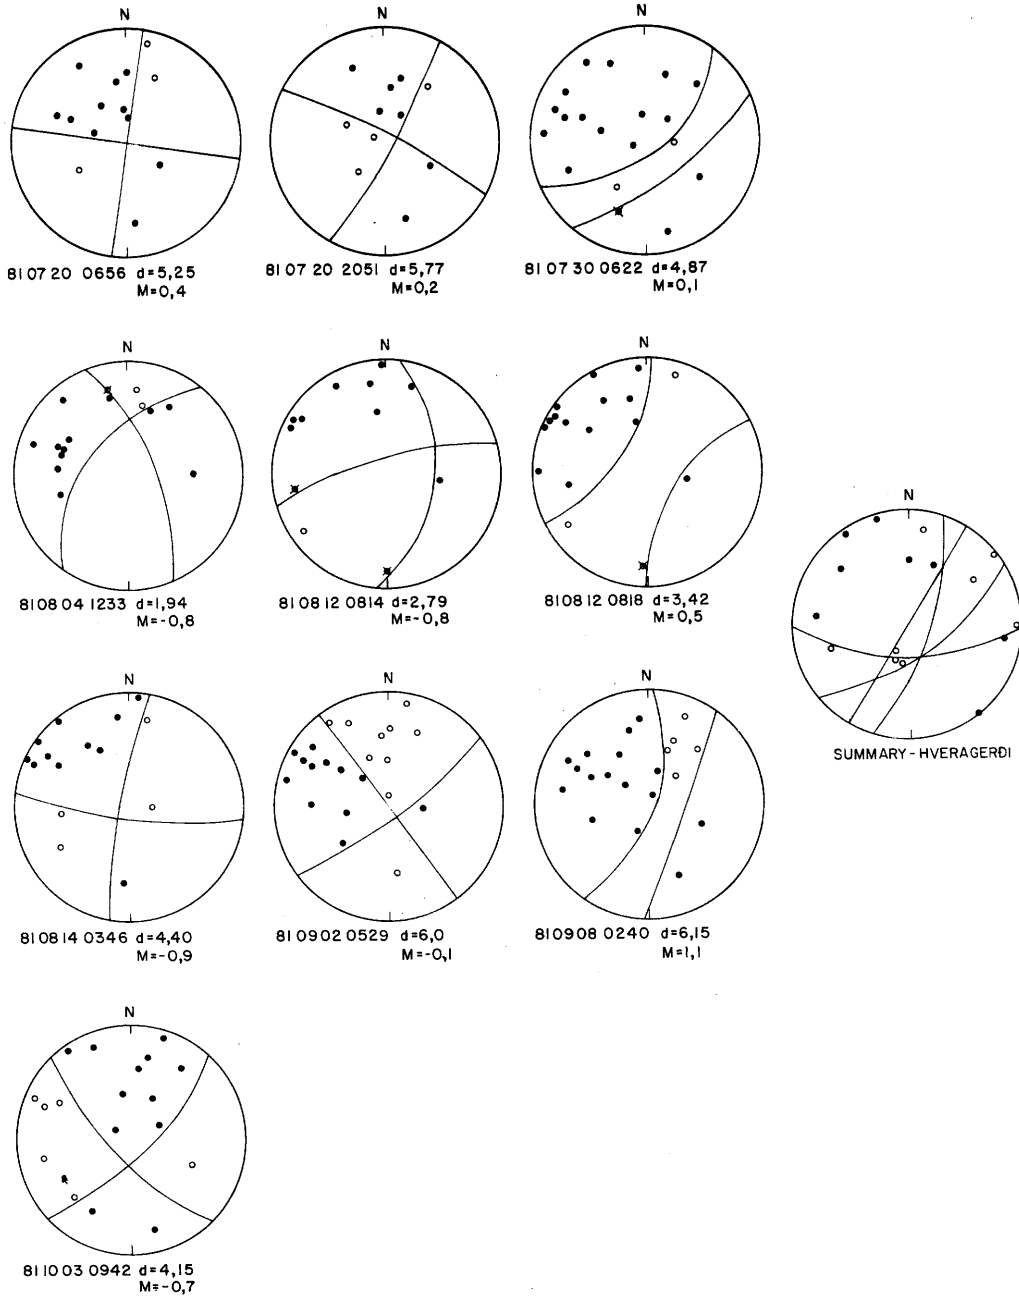 N
N
N
81 07 20 0656 d=5,25
M=0,4
81 07 20 2051 d=5,77
M=0,2
81 07 30 0622 d=4,87
M=0,1
N
N
N
81 08 04 1233 d=1,94
M=-0,8
81 08 12 0814 d=2,79
M=-0,8
81 08 12 0818 d=3,42
M=0,5
N
SUMMARY - HVERAGERÐI
N
N
N
81 08 14 0346 d=4,40
M=-0,9
81 09 02 0529 d=6,0
M=-0,1
81 09 08 0240 d=6,15
M=1,1
N
81 10 03 0942 d=4,15
M=-0,7